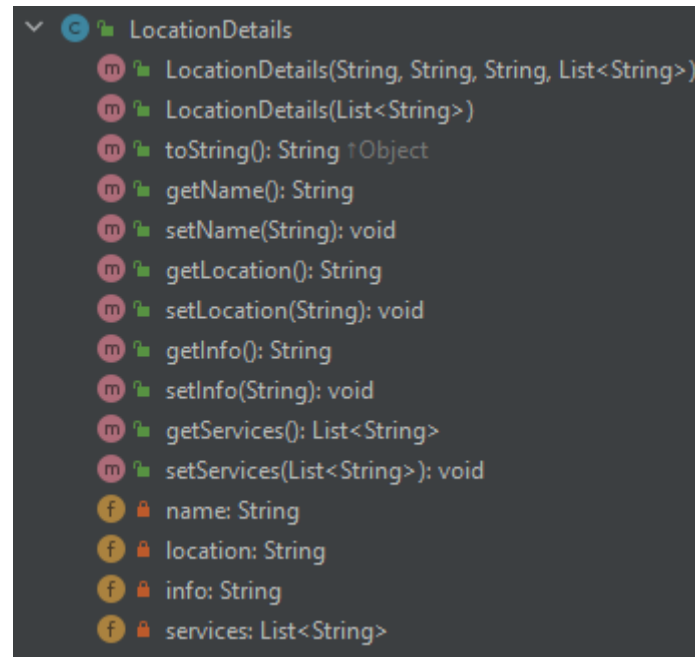 LocationDetails
LocationDetails(String, String, String, List<String>)
LocationDetails(List<String>)
toString(): String ↑Object
getName(): String
setName(String): void
getLocation(): String
setLocation(String): void
getInfo(): String
setInfo(String): void
getServices(): List<String>
setServices(List<String>): void
name: String
location: String
info: String
services: List<String>